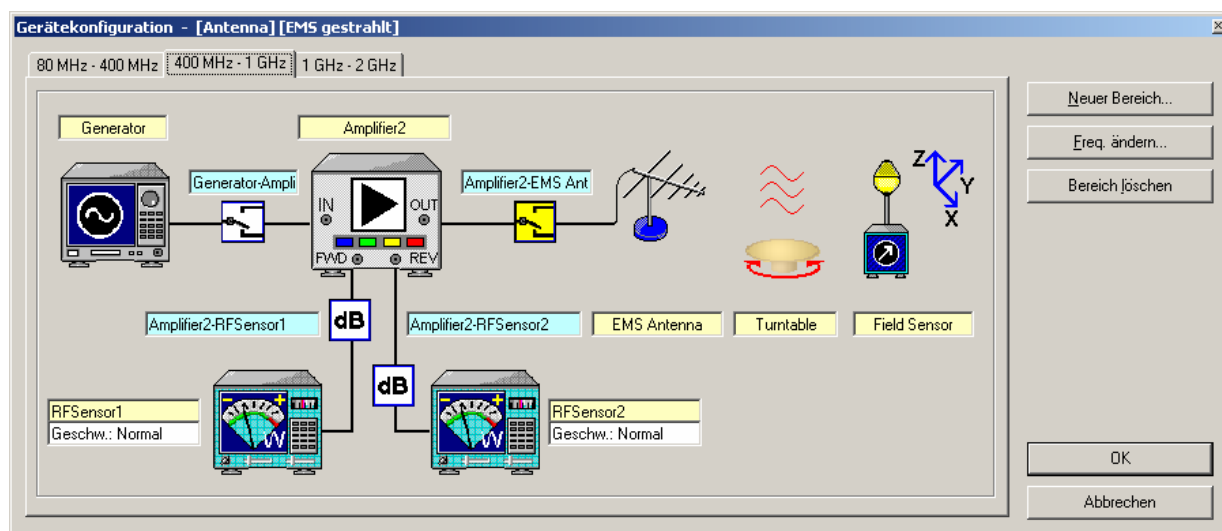 Gerätekonfiguration - [Antenna] [EMS gestrahlt]
80 MHz - 400 MHz
400 MHz - 1 GHz
1 GHz - 2 GHz
Neuer Bereich...
Freq. ändern...
Bereich löschen
Generator
Amplifier2
Generator-Ampli
Amplifier2-EMS Ant
IN
OUT
FWD
REV
Z
Y
X
Amplifier2-RFSensor1
dB
Amplifier2-RFSensor2
EMS Antenna
Turntable
Field Sensor
dB
RFSensor1
Geschw.: Normal
W
RFSensor2
Geschw.: Normal
W
OK
Abbrechen